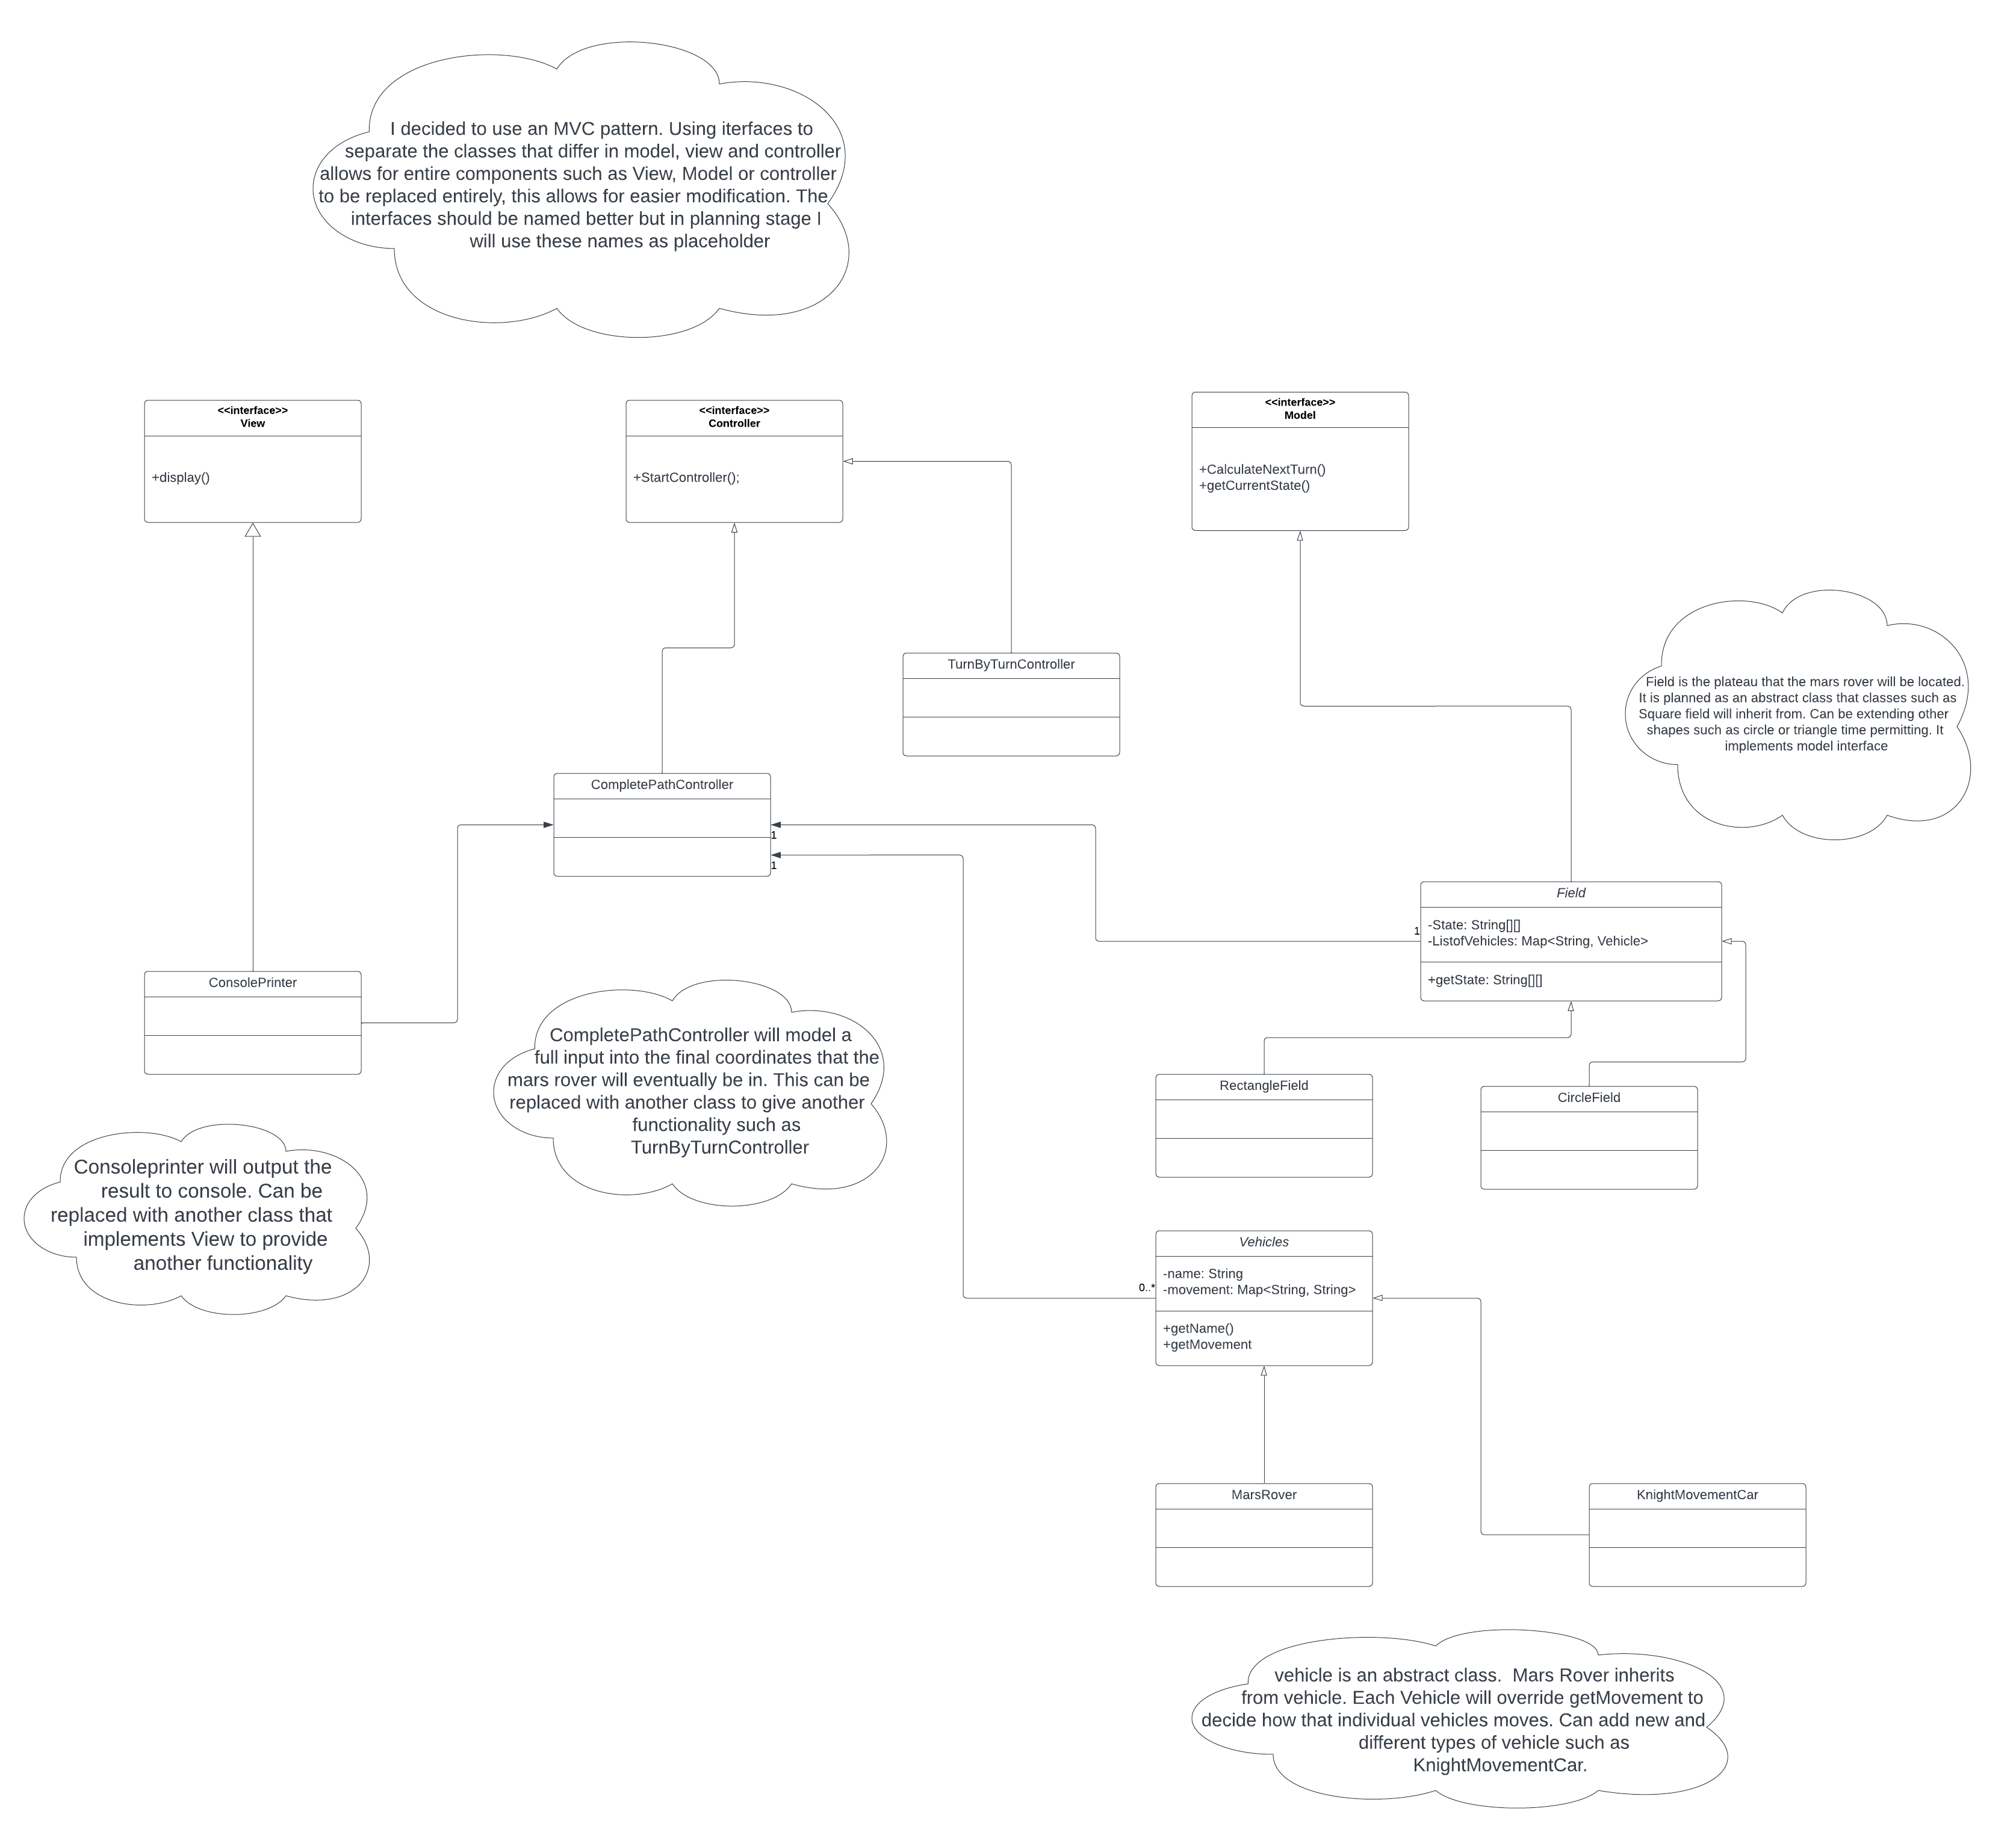 I decided to use an MVC pattern. Using iterfaces to
separate the classes that differ in model, view and controller
allows for entire components such as View, Model or controller
to be replaced entirely, this allows for easier modification. The
interfaces should be named better but in planning stage I
will use these names as placeholder
<<interface>>
View
+display()
<<interface>>
Controller
+StartController();
<<interface>>
Model
+CalculateNextTurn()
+getCurrentState()
Field is the plateau that the mars rover will be located.
It is planned as an abstract class that classes such as
Square field will inherit from. Can be extending other
shapes such as circle or triangle time permitting. It
implements model interface
TurnByTurnController
CompletePathController
1
1
Field
-State: String[][]
-ListofVehicles: Map<String, Vehicle>
+getState: String[][]
1
ConsolePrinter
CompletePathController will model a
full input into the final coordinates that the
mars rover will eventually be in. This can be
replaced with another class to give another
functionality such as
TurnByTurnController
RectangleField
CircleField
Consoleprinter will output the
result to console. Can be
replaced with another class that
implements View to provide
another functionality
Vehicles
-name: String
-movement: Map<String, String>
+getName()
+getMovement
0..*
MarsRover
KnightMovementCar
vehicle is an abstract class.  Mars Rover inherits
from vehicle. Each Vehicle will override getMovement to
decide how that individual vehicles moves. Can add new and
different types of vehicle such as
KnightMovementCar.